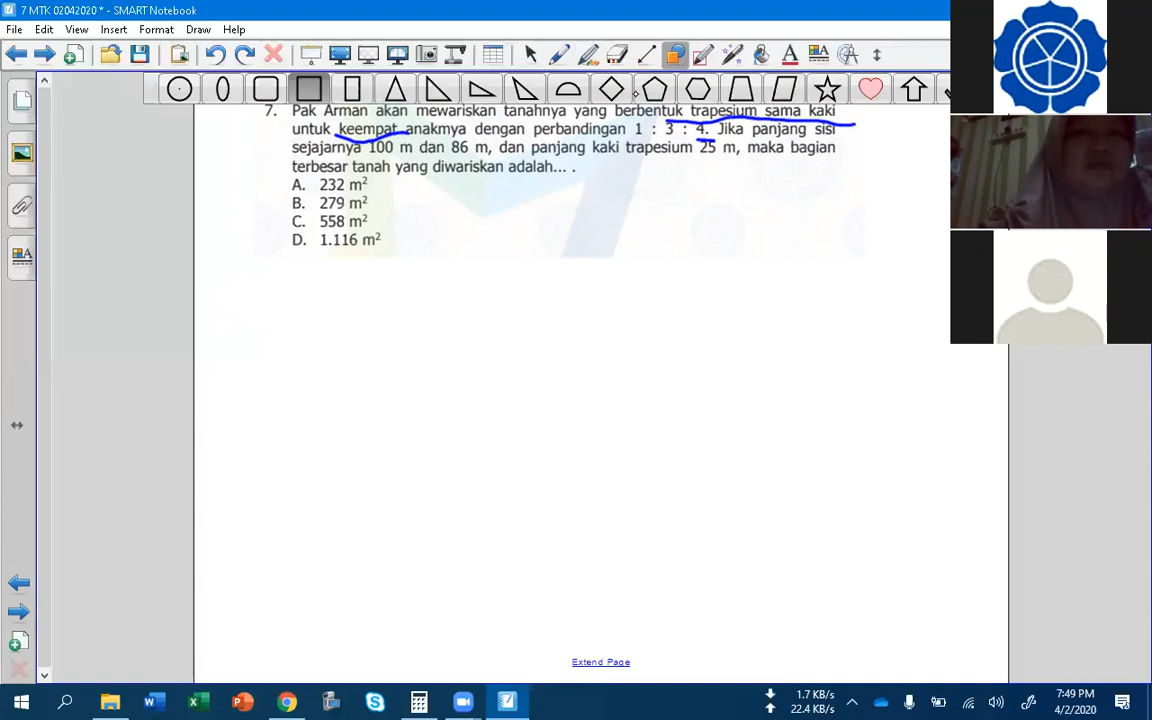 7 MTK 02042020 * - SMART Notebook
File Edit View Insert Format Draw Help
7. Pak Arman akan mewariskan tanahnya yang berbentuk trapesium sama kaki
untuk keempat anakmya dengan perbandingan 1 : 3 : 4. Jika panjang sisi
sejajarnya 100 m dan 86 m, dan panjang kaki trapesium 25 m, maka bagian
terbesar tanah yang diwariskan adalah... .
A. 232 m²
B. 279 m²
C. 558 m²
D. 1.116 m²
Extend Page
1.7 KB/s
22.4 KB/s
7:49 PM
4/2/2020